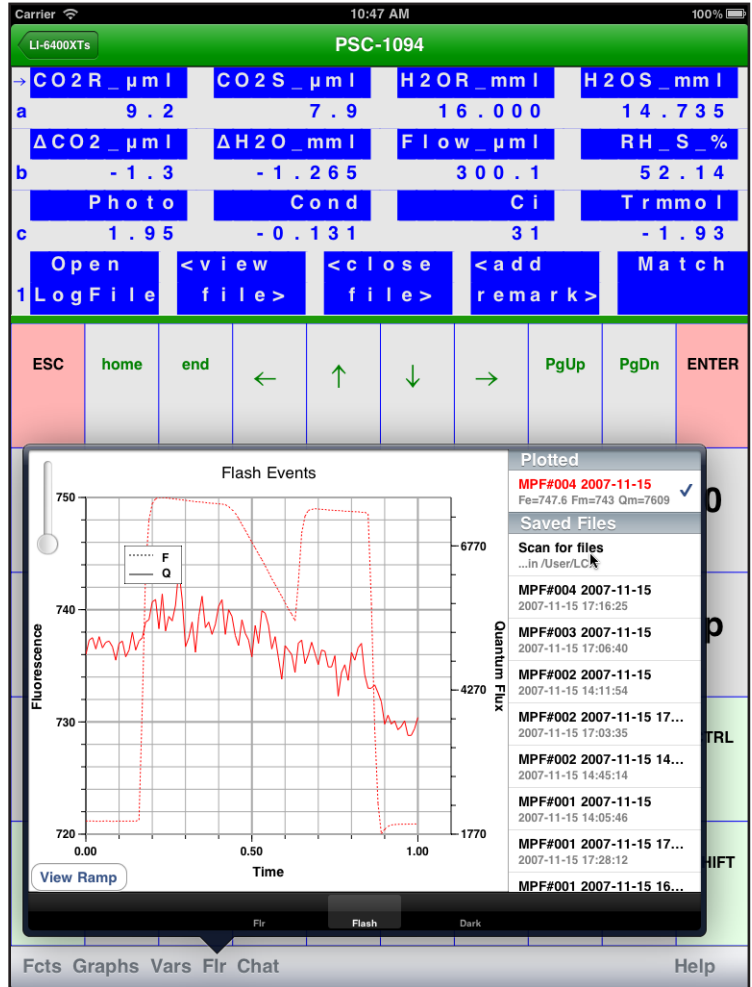 Carrier 10:47 AM 100%
LI-6400XTs PSC-1094
→ CO2R_µml CO2S_µml H2OR_mml H2OS_mml
a 9.2 7.9 16.000 14.735
ΔCO2_µml ΔH2O_mml Flow_µml RH_S_%
b -1.3 -1.265 300.1 52.14
Photo Cond Ci Trmmol
c 1.95 -0.131 31 -1.93
Open <view <close <add Match
1 LogFile file> file> remark>
ESC home end ← ↑ ↓ → PgUp PgDn ENTER
Flash Events
750
740
730
720
Fluorescence
F
Q
6770
4270
1770
Quantum Flux
0.00 0.50 1.00
Time
View Ramp
Plotted
MPF#004 2007-11-15
Fe=747.6 Fm=743 Qm=7609
Saved Files
Scan for files
...in /User/LC
MPF#004 2007-11-15
2007-11-15 17:16:25
MPF#003 2007-11-15
2007-11-15 17:06:40
MPF#002 2007-11-15
2007-11-15 14:11:54
MPF#002 2007-11-15 17...
2007-11-15 17:03:35
MPF#002 2007-11-15 14...
2007-11-15 14:45:14
MPF#001 2007-11-15
2007-11-15 14:05:46
MPF#001 2007-11-15 17...
2007-11-15 17:28:12
MPF#001 2007-11-15 16...
0
p
TRL
HIFT
Flr Flash Dark
Fcts Graphs Vars Flr Chat Help